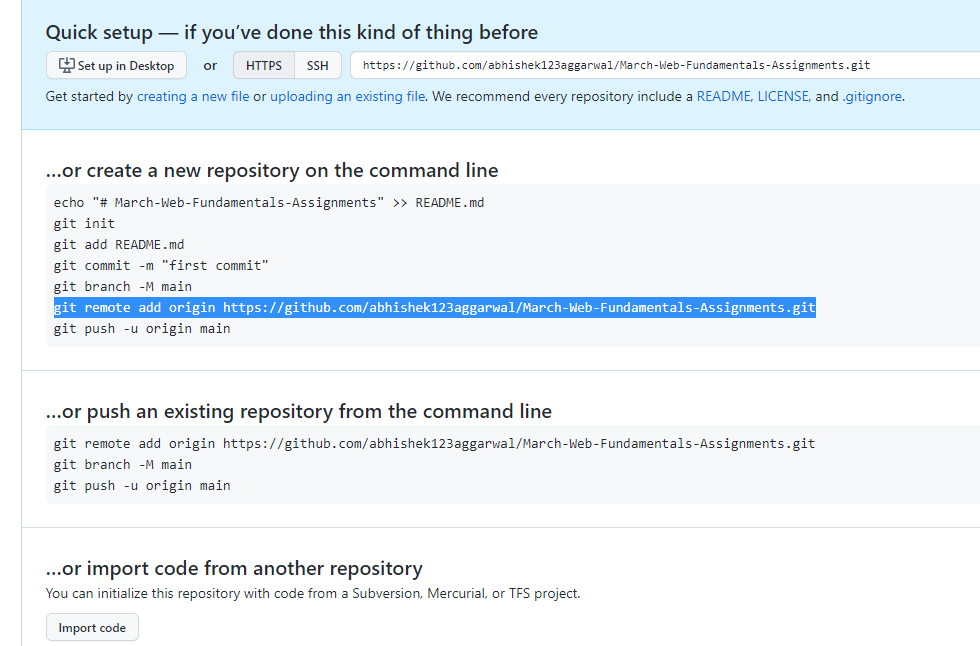 Quick setup — if you’ve done this kind of thing before
Set up in Desktop or HTTPS SSH https://github.com/abhishek123aggarwal/March-Web-Fundamentals-Assignments.git
Get started by creating a new file or uploading an existing file. We recommend every repository include a README, LICENSE, and .gitignore.
…or create a new repository on the command line
echo "# March-Web-Fundamentals-Assignments" >> README.md
git init
git add README.md
git commit -m "first commit"
git branch -M main
git remote add origin https://github.com/abhishek123aggarwal/March-Web-Fundamentals-Assignments.git
git push -u origin main
…or push an existing repository from the command line
git remote add origin https://github.com/abhishek123aggarwal/March-Web-Fundamentals-Assignments.git
git branch -M main
git push -u origin main
…or import code from another repository
You can initialize this repository with code from a Subversion, Mercurial, or TFS project.
Import code